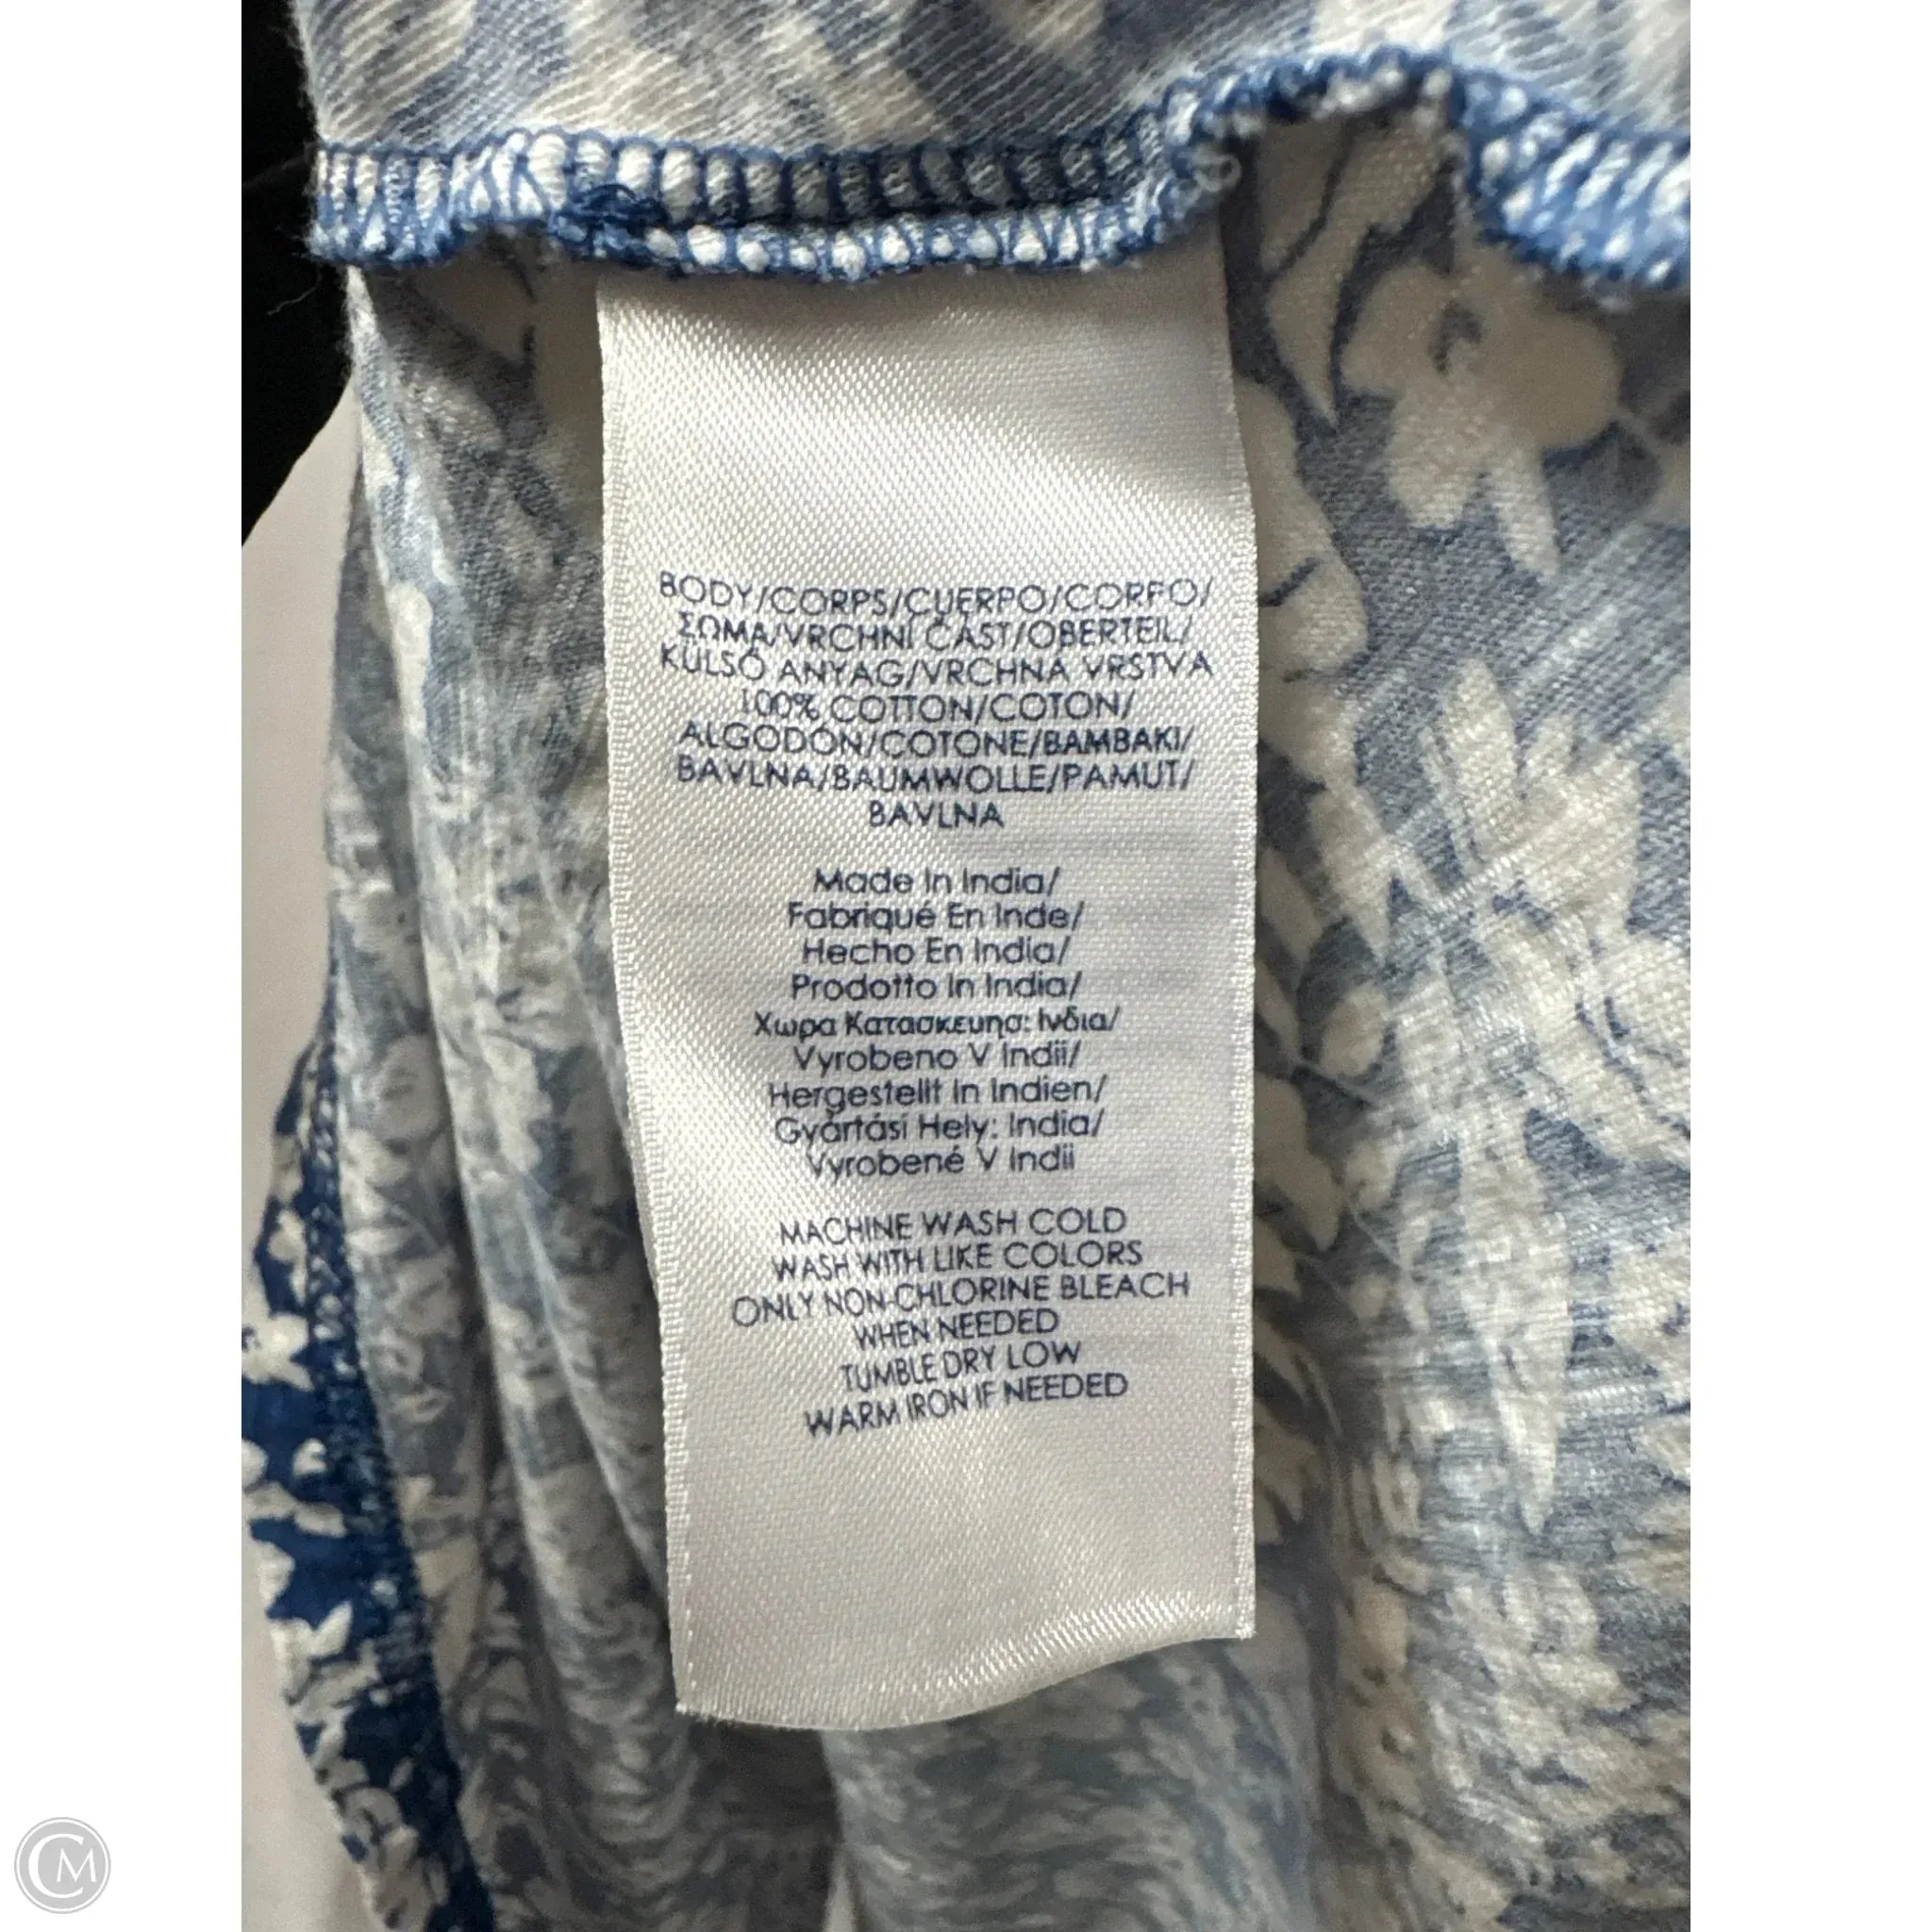 BODY/CORPS/CUERPO/CORPO/
ΣΩΜΑ/VRCHNÍ ČÁST/OBERTEIL/
KÜLSŐ ANYAG/VRCHNA VRSTVA
100% COTTON/COTON/
ALGODÓN/COTONE/BAMBAKI/
BAVLNA/BAUMWOLLE/PAMUT/
BAVLNA
Made In India/
Fabriqué En Inde/
Hecho En India/
Prodotto In India/
Χωρα Κατασκευης: Ινδια/
Vyrobeno V Indii/
Hergestellt In Indien/
Gyártási Hely: India/
Vyrobené V Indii
MACHINE WASH COLD
WASH WITH LIKE COLORS
ONLY NON-CHLORINE BLEACH
WHEN NEEDED
TUMBLE DRY LOW
WARM IRON IF NEEDED
CM